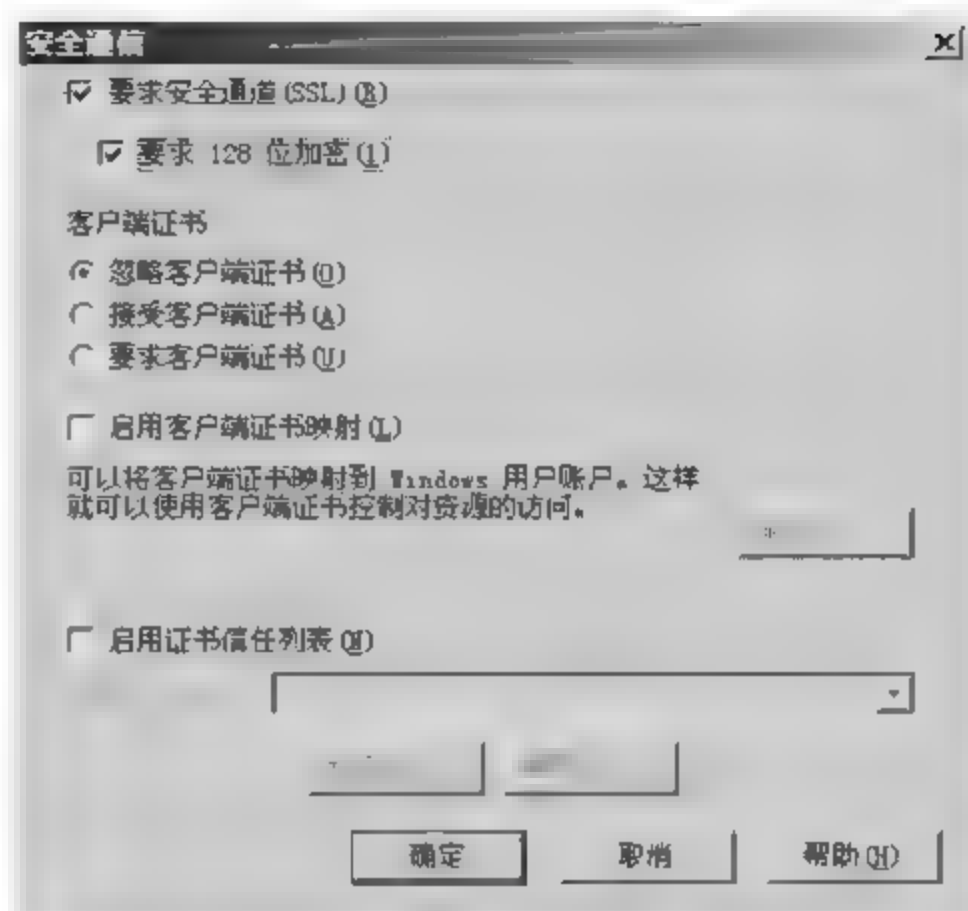 安全通信
要求安全通道(SSL)(R)
要求 128 位加密(1)
客户端证书
忽略客户端证书(O)
接受客户端证书(A)
要求客户端证书(U)
启用客户端证书映射(L)
可以将客户端证书映射到 Windows 用户账户。这样
就可以使用客户端证书控制对资源的访问。
启用证书信任列表(N)
确定 取消 帮助(H)